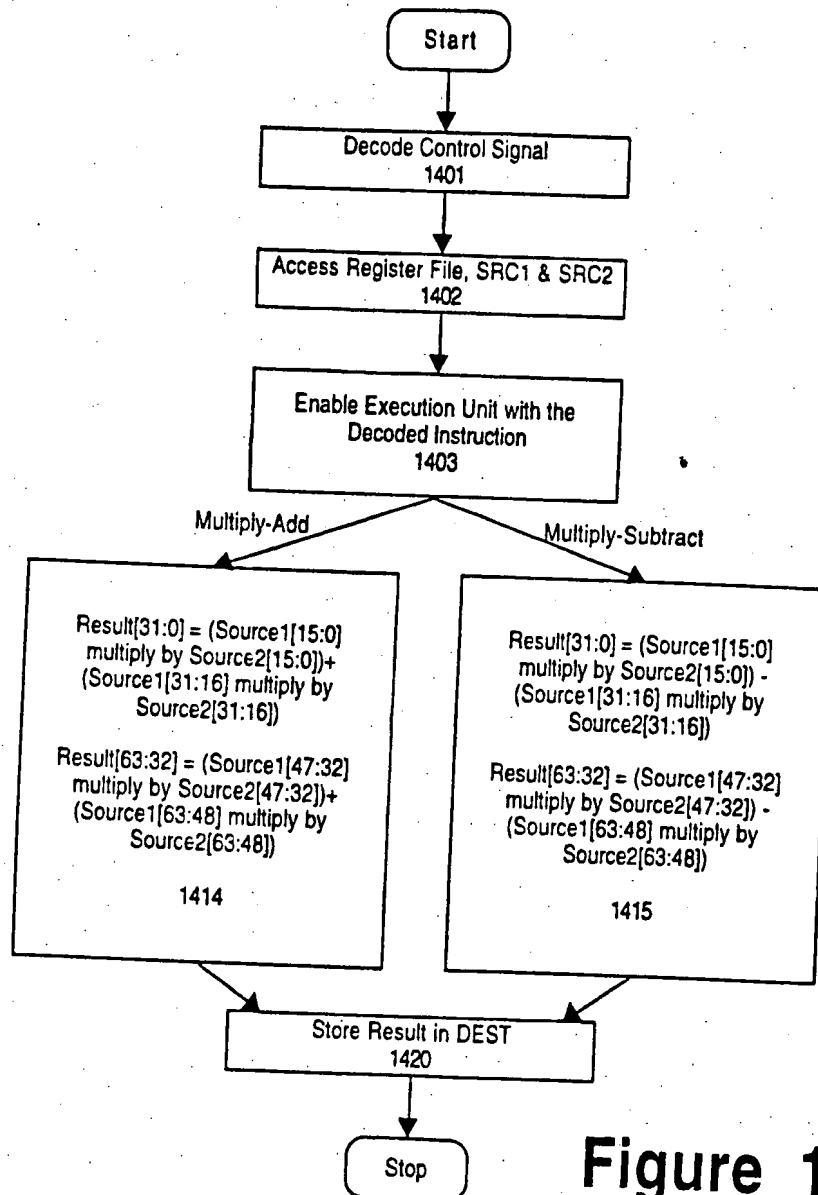 Start
Decode Control Signal
1401
Access Register File, SRC1 & SRC2
1402
Enable Execution Unit with the
Decoded Instruction
1403
Multiply-Add
Multiply-Subtract
Result[31:0] = (Source1[15:0]
multiply by Source2[15:0])+
(Source1[31:16] multiply by
Source2[31:16])
Result[63:32] = (Source1[47:32]
multiply by Source2[47:32])+
(Source1[63:48] multiply by
Source2[63:48])
1414
Result[31:0] = (Source1[15:0]
multiply by Source2[15:0]) -
(Source1[31:16] multiply by
Source2[31:16])
Result[63:32] = (Source1[47:32]
multiply by Source2[47:32]) -
(Source1[63:48] multiply by
Source2[63:48])
1415
Store Result in DEST
1420
Stop
Figure